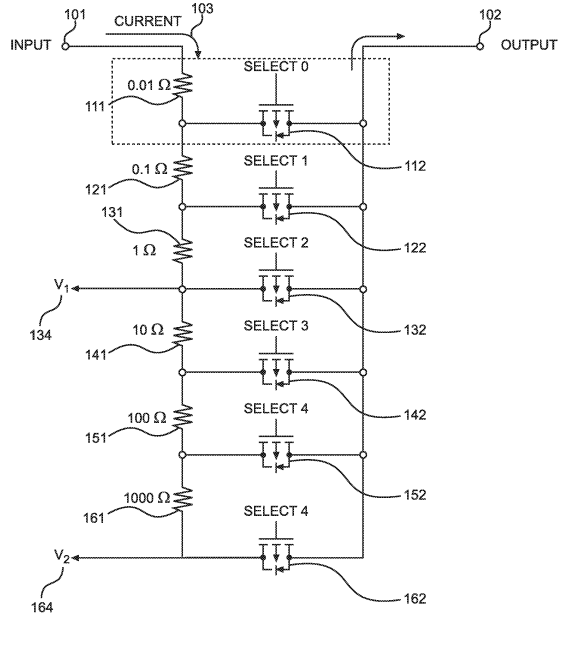 101
CURRENT
103
102
INPUT
OUTPUT
SELECT 0
0.01 Ω
111
112
SELECT 1
0.1 Ω
121
122
131
SELECT 2
1 Ω
V1
132
134
SELECT 3
10 Ω
141
142
SELECT 4
100 Ω
151
152
1000 Ω
SELECT 4
161
V2
162
164